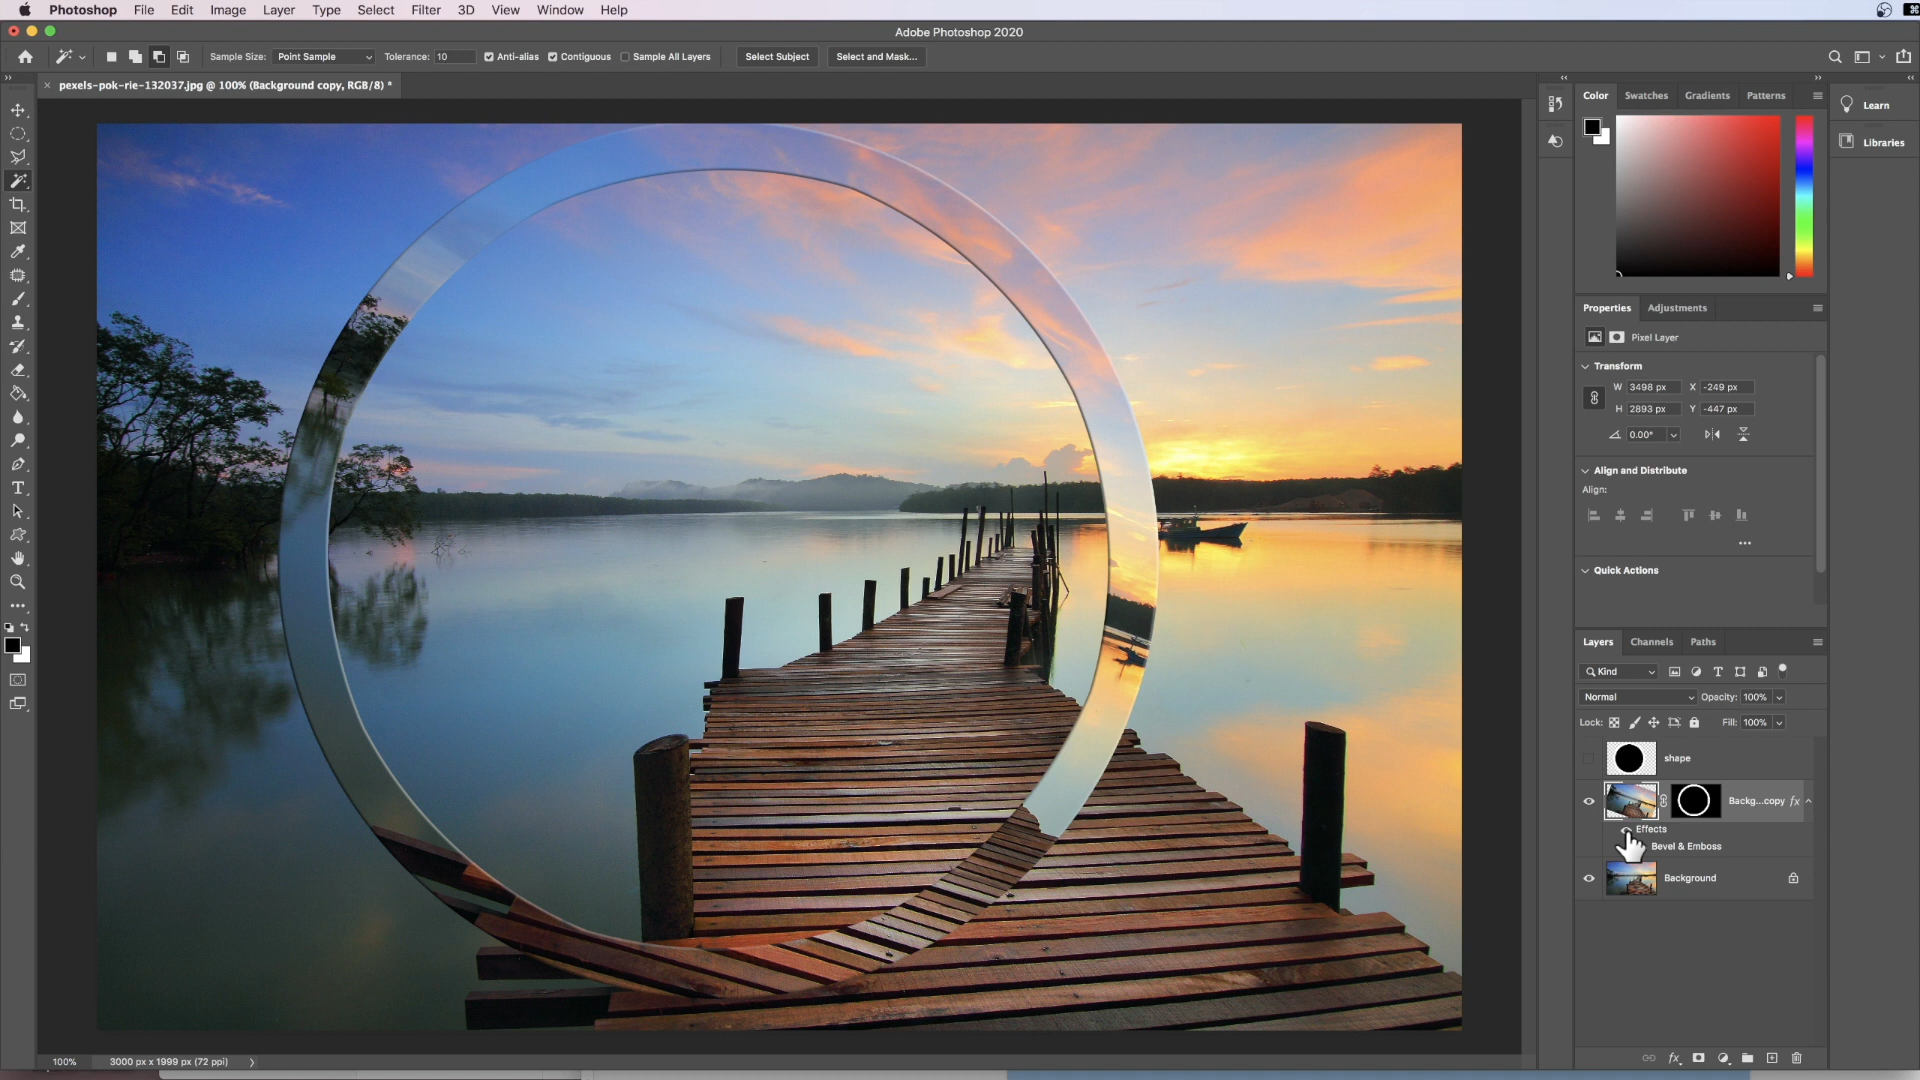 Photoshop File Edit Image Layer Type Select Filter 3D View Window Help
Adobe Photoshop 2020
Sample Size: Point Sample Tolerance: 10 Anti-alias Contiguous Sample All Layers Select Subject Select and Mask...
pexels-pok-rie-132037.jpg @ 100% (Background copy, RGB/8) *
Color Swatches Gradients Patterns
Learn
Libraries
Properties Adjustments
Pixel Layer
Transform
W 3498 px X -249 px
H 2893 px Y -447 px
0.00°
Align and Distribute
Align:
Quick Actions
Layers Channels Paths
Kind
Normal Opacity: 100%
Lock: Fill: 100%
shape
Backg...copy fx
Effects
Bevel & Emboss
Background
100% 3000 px x 1999 px (72 ppi)
fx